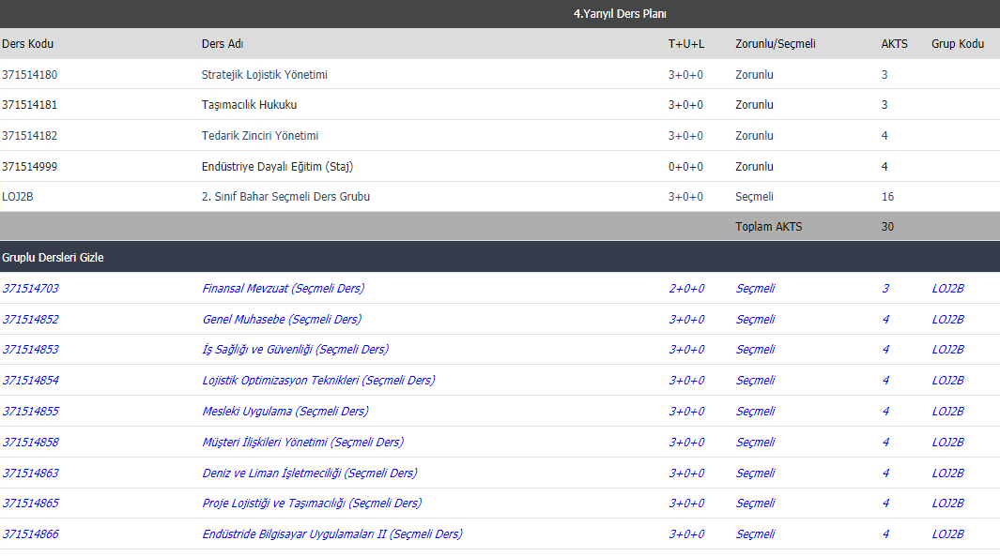 4.Yarıyıl Ders Planı
Ders Kodu Ders Adı T+U+L Zorunlu/Seçmeli AKTS Grup Kodu
371514180 Stratejik Lojistik Yönetimi 3+0+0 Zorunlu 3
371514181 Taşımacılık Hukuku 3+0+0 Zorunlu 3
371514182 Tedarik Zinciri Yönetimi 3+0+0 Zorunlu 4
371514999 Endüstriye Dayalı Eğitim (Staj) 0+0+0 Zorunlu 4
LOJ2B 2. Sınıf Bahar Seçmeli Ders Grubu 3+0+0 Seçmeli 16
Toplam AKTS 30
Gruplu Dersleri Gizle
371514703 Finansal Mevzuat (Seçmeli Ders) 2+0+0 Seçmeli 3 LOJ2B
371514852 Genel Muhasebe (Seçmeli Ders) 3+0+0 Seçmeli 4 LOJ2B
371514853 İş Sağlığı ve Güvenliği (Seçmeli Ders) 3+0+0 Seçmeli 4 LOJ2B
371514854 Lojistik Optimizasyon Teknikleri (Seçmeli Ders) 3+0+0 Seçmeli 4 LOJ2B
371514855 Mesleki Uygulama (Seçmeli Ders) 3+0+0 Seçmeli 4 LOJ2B
371514858 Müşteri İlişkileri Yönetimi (Seçmeli Ders) 3+0+0 Seçmeli 4 LOJ2B
371514863 Deniz ve Liman İşletmeciliği (Seçmeli Ders) 3+0+0 Seçmeli 4 LOJ2B
371514865 Proje Lojistiği ve Taşımacılığı (Seçmeli Ders) 3+0+0 Seçmeli 4 LOJ2B
371514866 Endüstride Bilgisayar Uygulamaları II (Seçmeli Ders) 3+0+0 Seçmeli 4 LOJ2B